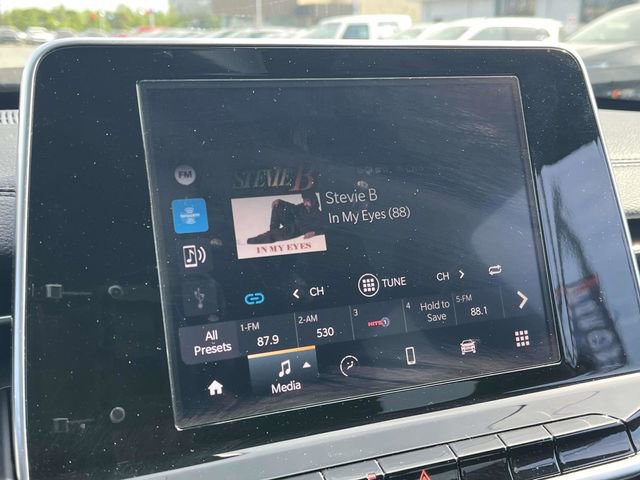 FM
STEVIE B
Stevie B
In My Eyes (88)
IN MY EYES
< CH
TUNE
CH >
All
Presets
1-FM
87.9
2-AM
530
3
HITS1
4
Hold to
Save
5-FM
88.1
Media